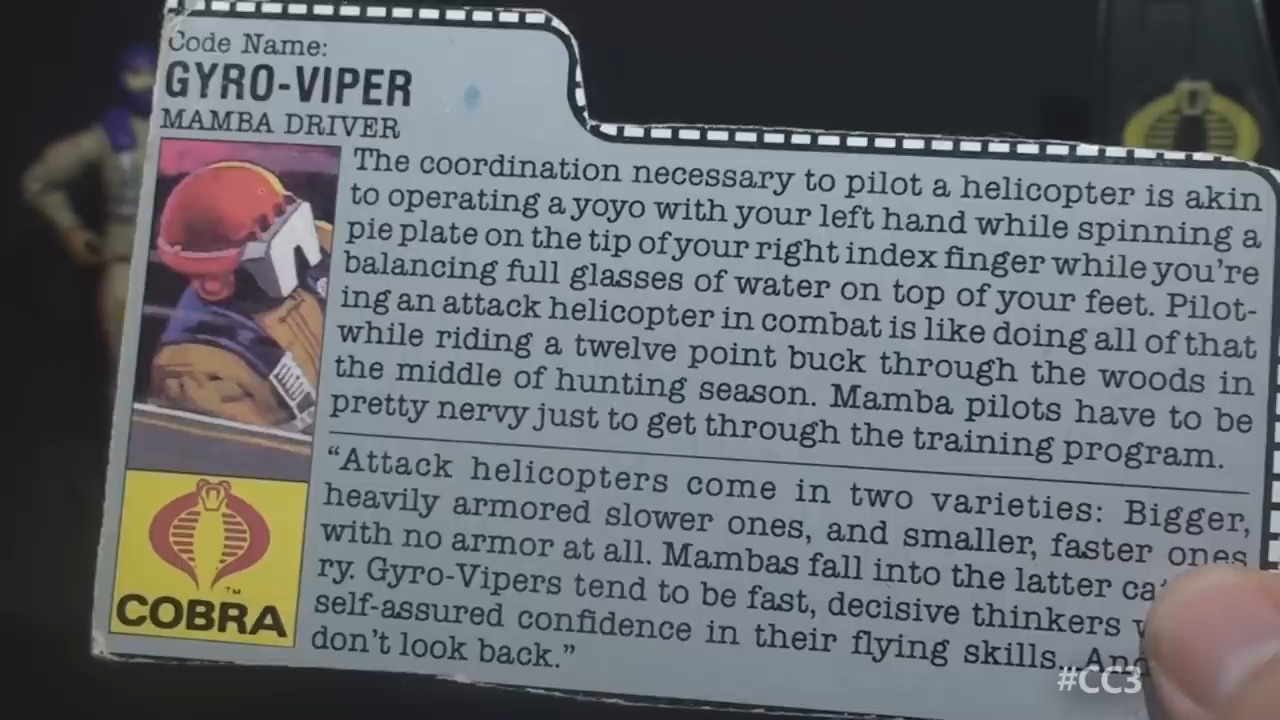 Code Name:
GYRO-VIPER
MAMBA DRIVER
The coordination necessary to pilot a helicopter is akin
to operating a yoyo with your left hand while spinning a
pie plate on the tip of your right index finger while you're
balancing full glasses of water on top of your feet. Pilot-
ing an attack helicopter in combat is like doing all of that
while riding a twelve point buck through the woods in
the middle of hunting season. Mamba pilots have to be
pretty nervy just to get through the training program.
"Attack helicopters come in two varieties: Bigger,
heavily armored slower ones, and smaller, faster ones
with no armor at all. Mambas fall into the latter
ry. Gyro-Vipers tend to be fast, decisive thinkers
self-assured confidence in their flying skills...And
don't look back."
™
COBRA
#CC3